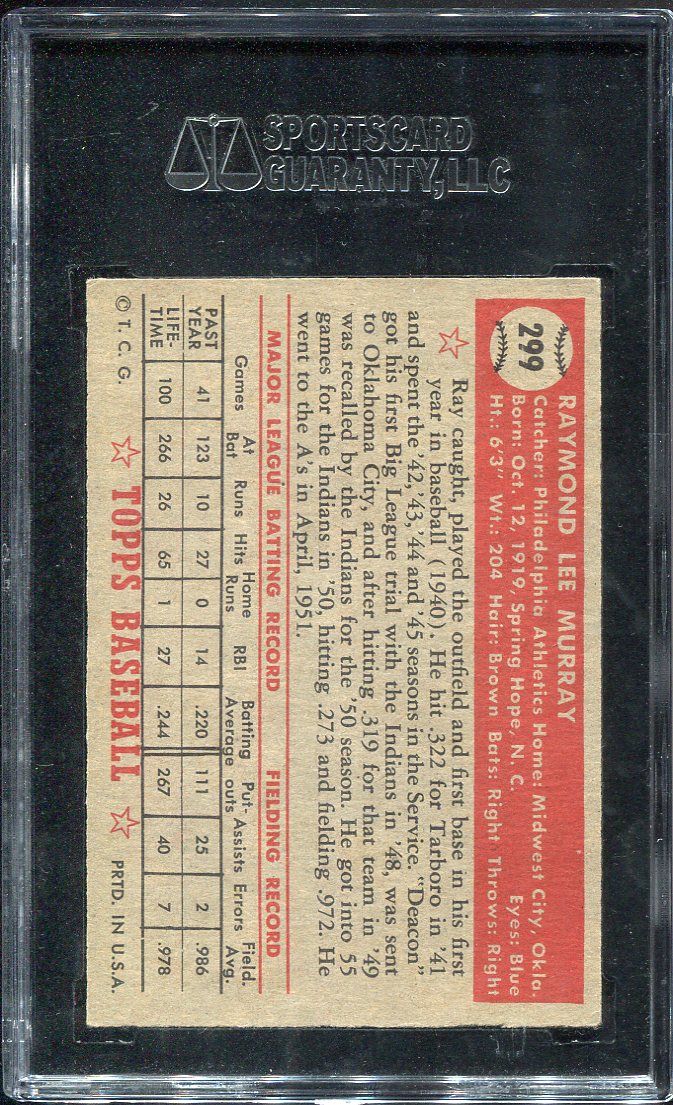 SPORTSCARD
GUARANTY, LLC
299
RAYMOND LEE MURRAY
Catcher: Philadelphia Athletics Home: Midwest City, Okla.
Born: Oct. 12, 1919, Spring Hope, N. C. Eyes: Blue
Ht.: 6'3" Wt.: 204 Hair: Brown Bats: Right Throws: Right
Ray caught, played the outfield and first base in his first
year in baseball (1940). He hit .322 for Tarboro in '41
and spent the '42, '43, '44 and '45 seasons in the Service. "Deacon"
got his first Big League trial with the Indians in '48, was sent
to Oklahoma City, and after hitting .319 for that team in '49
was recalled by the Indians for the '50 season. He got into 55
games for the Indians in '50, hitting .273 and fielding .972. He
went to the A's in April, 1951.
MAJOR LEAGUE BATTING RECORD FIELDING RECORD
Games At Bat Runs Hits Home Runs RBI Batting Average Put outs Assists Errors Field. Avg.
PAST YEAR 41 123 10 27 0 14 .220 111 25 2 .986
LIFE-TIME 100 266 26 65 1 27 .244 267 40 7 .978
© T. C. G. TOPPS BASEBALL PRTD. IN U.S.A.